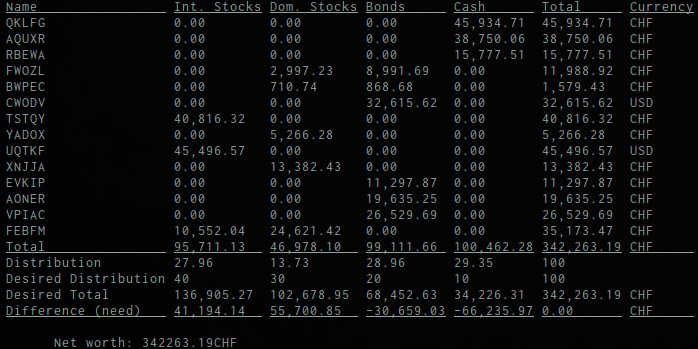 Name Int. Stocks Dom. Stocks Bonds Cash Total Currency
QKLFG 0.00 0.00 0.00 45,934.71 45,934.71 CHF
AQUXR 0.00 0.00 0.00 38,750.06 38,750.06 CHF
RBEWA 0.00 0.00 0.00 15,777.51 15,777.51 CHF
FWOZL 0.00 2,997.23 8,991.69 0.00 11,988.92 CHF
BWPEC 0.00 710.74 868.68 0.00 1,579.43 CHF
CWODV 0.00 0.00 32,615.62 0.00 32,615.62 USD
TSTQY 40,816.32 0.00 0.00 0.00 40,816.32 CHF
YADOX 0.00 5,266.28 0.00 0.00 5,266.28 CHF
UQTKF 45,496.57 0.00 0.00 0.00 45,496.57 USD
XNJJA 0.00 13,382.43 0.00 0.00 13,382.43 CHF
EVKIP 0.00 0.00 11,297.87 0.00 11,297.87 CHF
AONER 0.00 0.00 19,635.25 0.00 19,635.25 CHF
VPIAC 0.00 0.00 26,529.69 0.00 26,529.69 CHF
FEBFM 10,552.04 24,621.42 0.00 0.00 35,173.47 CHF
Total 95,711.13 46,978.10 99,111.66 100,462.28 342,263.19 CHF
Distribution 27.96 13.73 28.96 29.35 100
Desired Distribution 40 30 20 10 100
Desired Total 136,905.27 102,678.95 68,452.63 34,226.31 342,263.19 CHF
Difference (need) 41,194.14 55,700.85 -30,659.03 -66,235.97 0.00 CHF
Net worth: 342263.19CHF